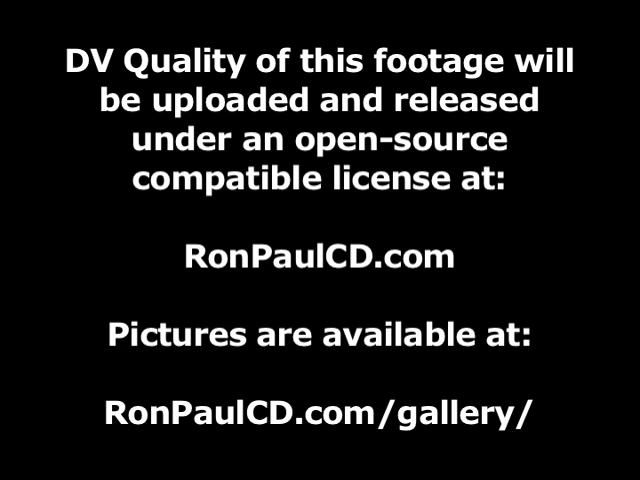 DV Quality of this footage will
be uploaded and released
under an open-source
compatible license at:
RonPaulCD.com
Pictures are available at:
RonPaulCD.com/gallery/